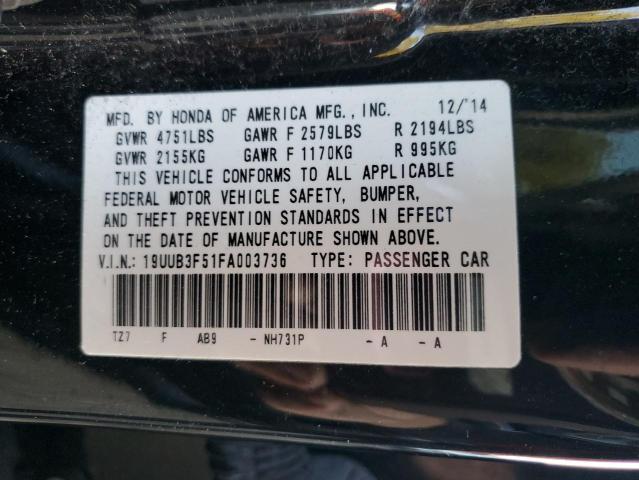 MFD. BY HONDA OF AMERICA MFG., INC. 12/'14
GVWR 4751LBS GAWR F 2579LBS R 2194LBS
GVWR 2155KG GAWR F 1170KG R 995KG
THIS VEHICLE CONFORMS TO ALL APPLICABLE
FEDERAL MOTOR VEHICLE SAFETY, BUMPER,
AND THEFT PREVENTION STANDARDS IN EFFECT
ON THE DATE OF MANUFACTURE SHOWN ABOVE.
V.I.N.: 19UUB3F51FA003736 TYPE: PASSENGER CAR
TZ7 F AB9 - NH731P - A - A